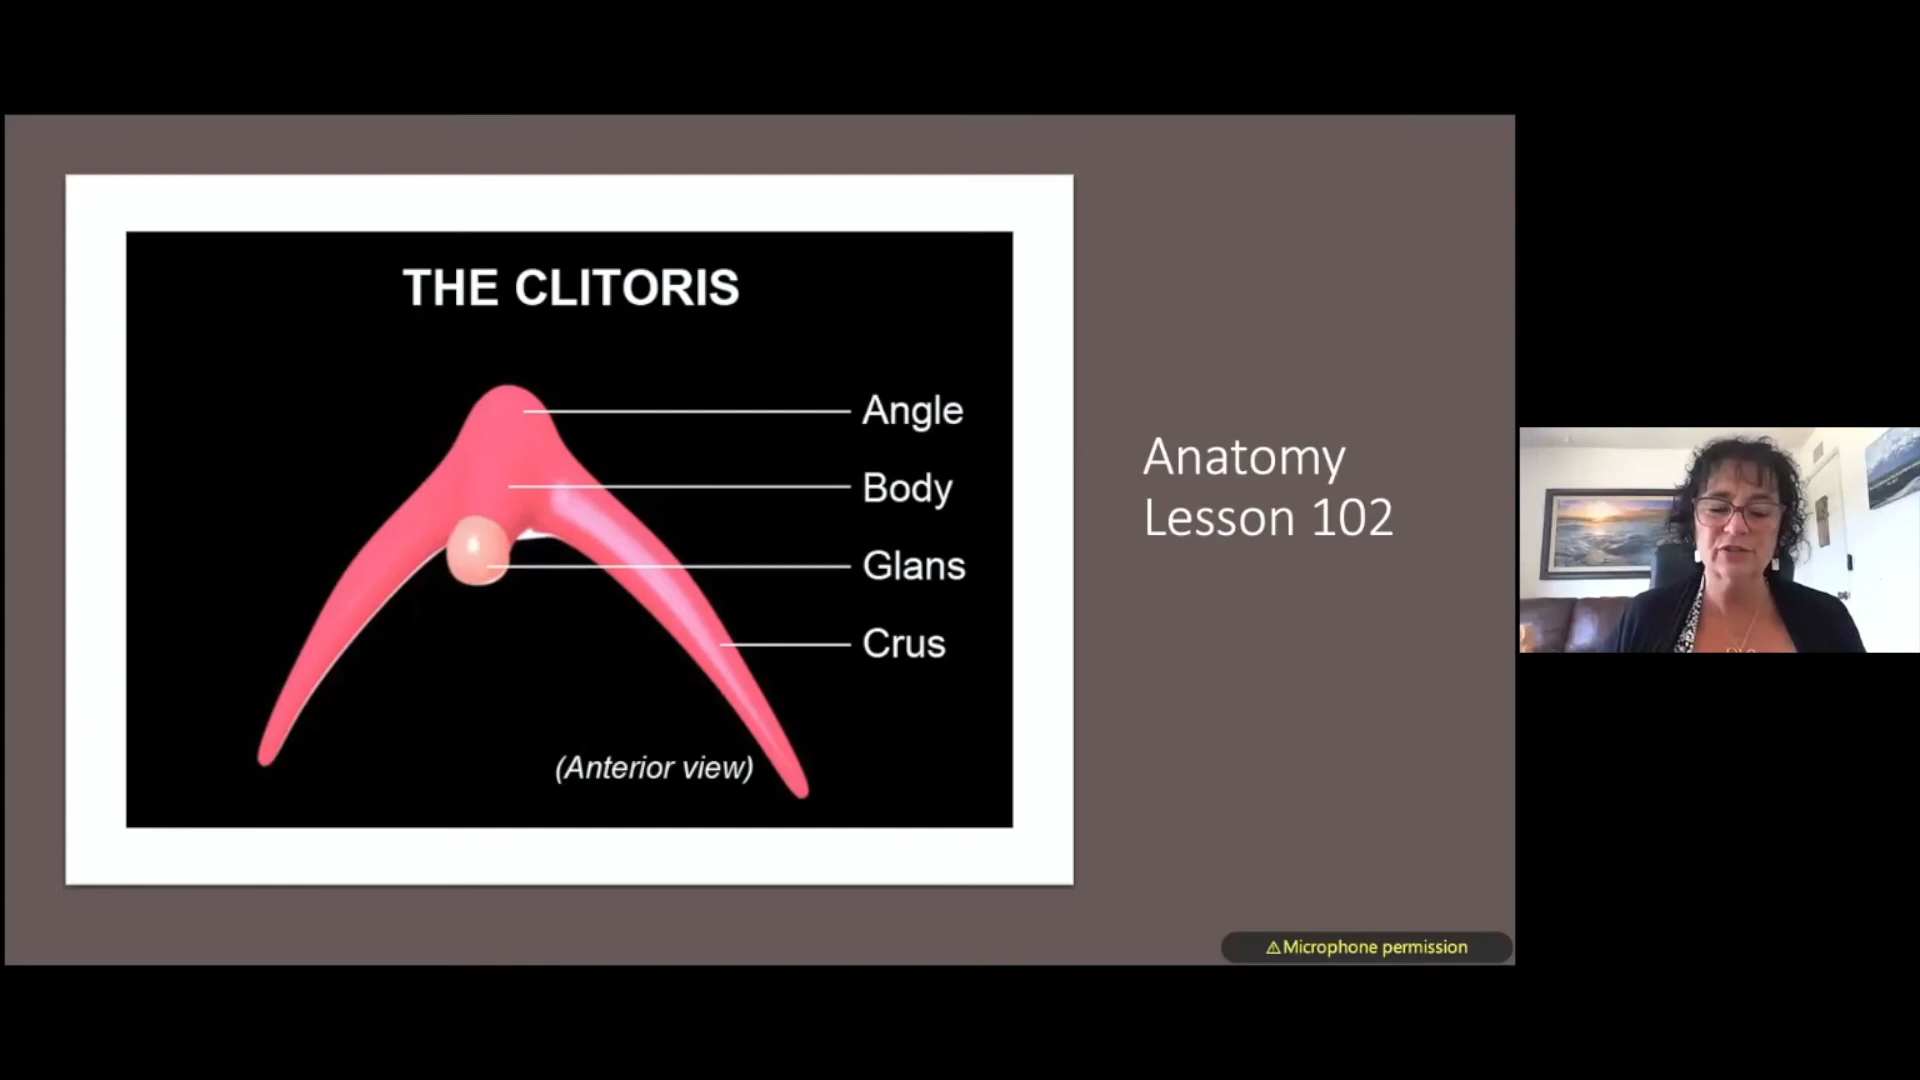 THE CLITORIS
Angle
Body
Glans
Crus
(Anterior view)
Anatomy
Lesson 102
⚠Microphone permission